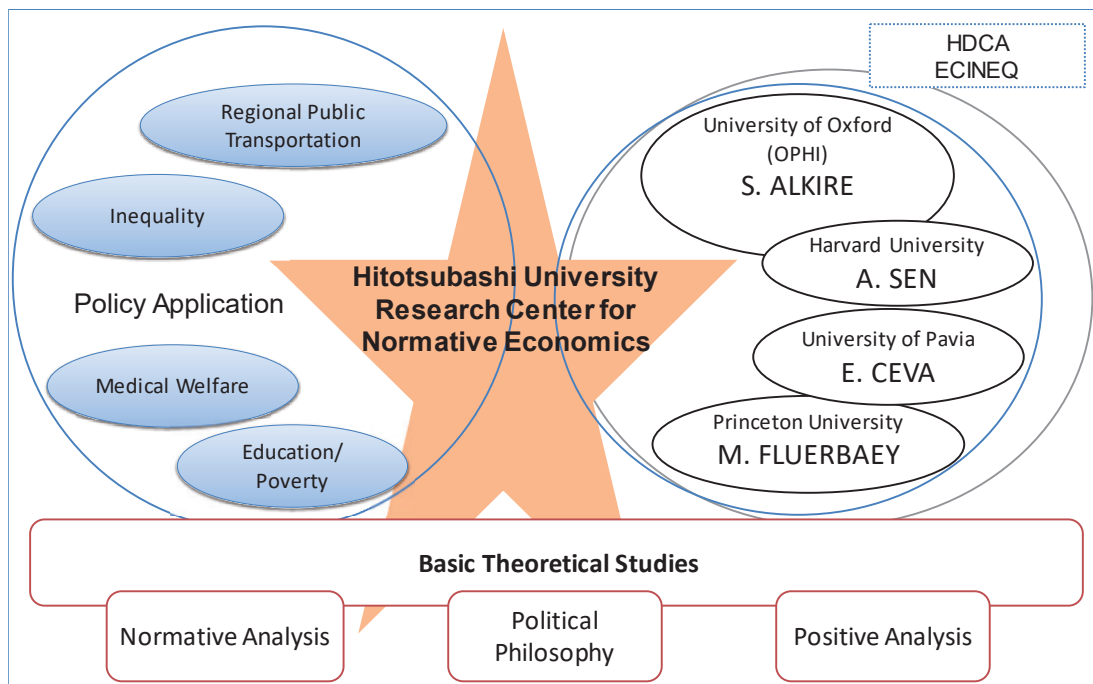 HDCA
ECINEQ
Regional Public
Transportation
Inequality
Policy Application
Medical Welfare
Education/
Poverty
Hitotsubashi University
Research Center for
Normative Economics
University of Oxford
(OPHI)
S. ALKIRE
Harvard University
A. SEN
University of Pavia
E. CEVA
Princeton University
M. FLUERBAEY
Basic Theoretical Studies
Normative Analysis
Political
Philosophy
Positive Analysis